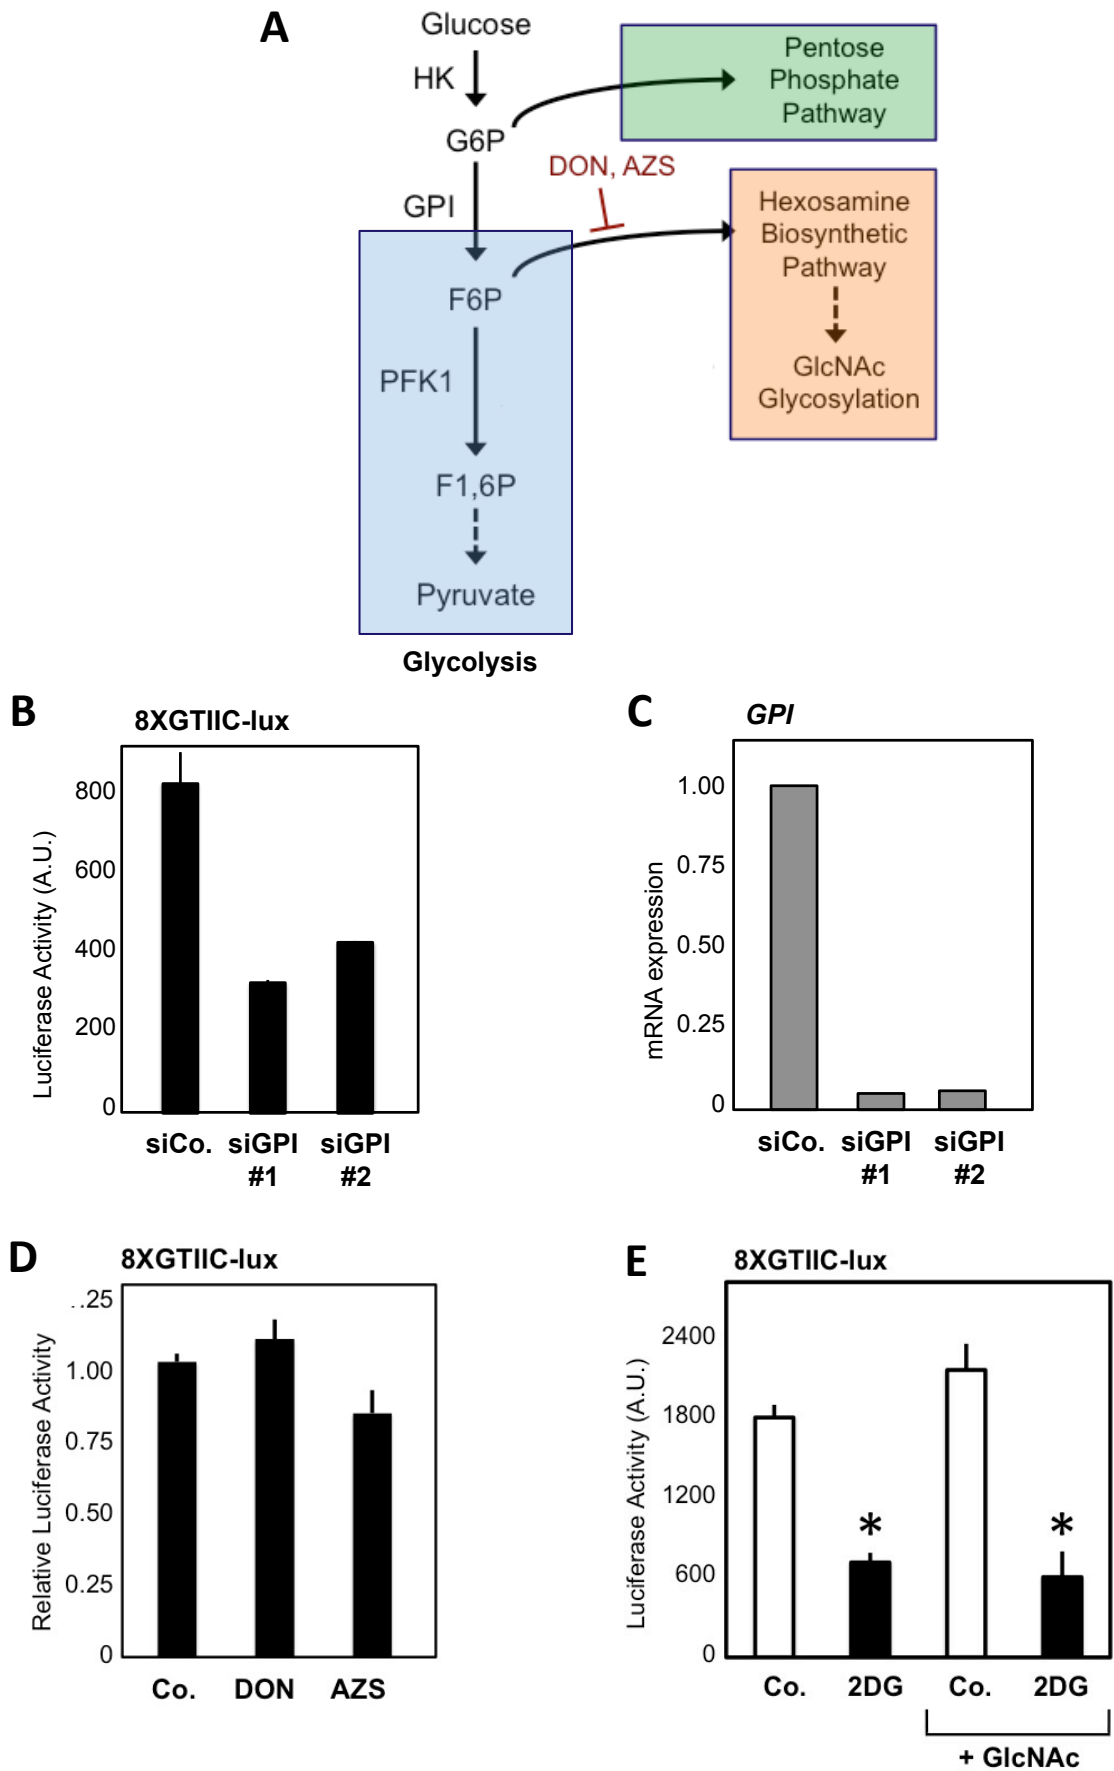 A
Glucose
HK
G6P
GPI
F6P
PFK1
F1,6P
Pyruvate
Glycolysis
Pentose
Phosphate
Pathway
DON, AZS
Hexosamine
Biosynthetic
Pathway
GlcNAc
Glycosylation
B
8XGTIIC-lux
Luciferase Activity (A.U.)
800
600
400
200
0
siCo.
siGPI
#1
siGPI
#2
C
GPI
mRNA expression
1.00
0.75
0.50
0.25
0
siCo.
siGPI
#1
siGPI
#2
D
8XGTIIC-lux
Relative Luciferase Activity
.25
1.00
0.75
0.50
0.25
0
Co.
DON
AZS
E
8XGTIIC-lux
Luciferase Activity (A.U.)
2400
1800
1200
600
0
*
*
Co.
2DG
Co.
2DG
+ GlcNAc